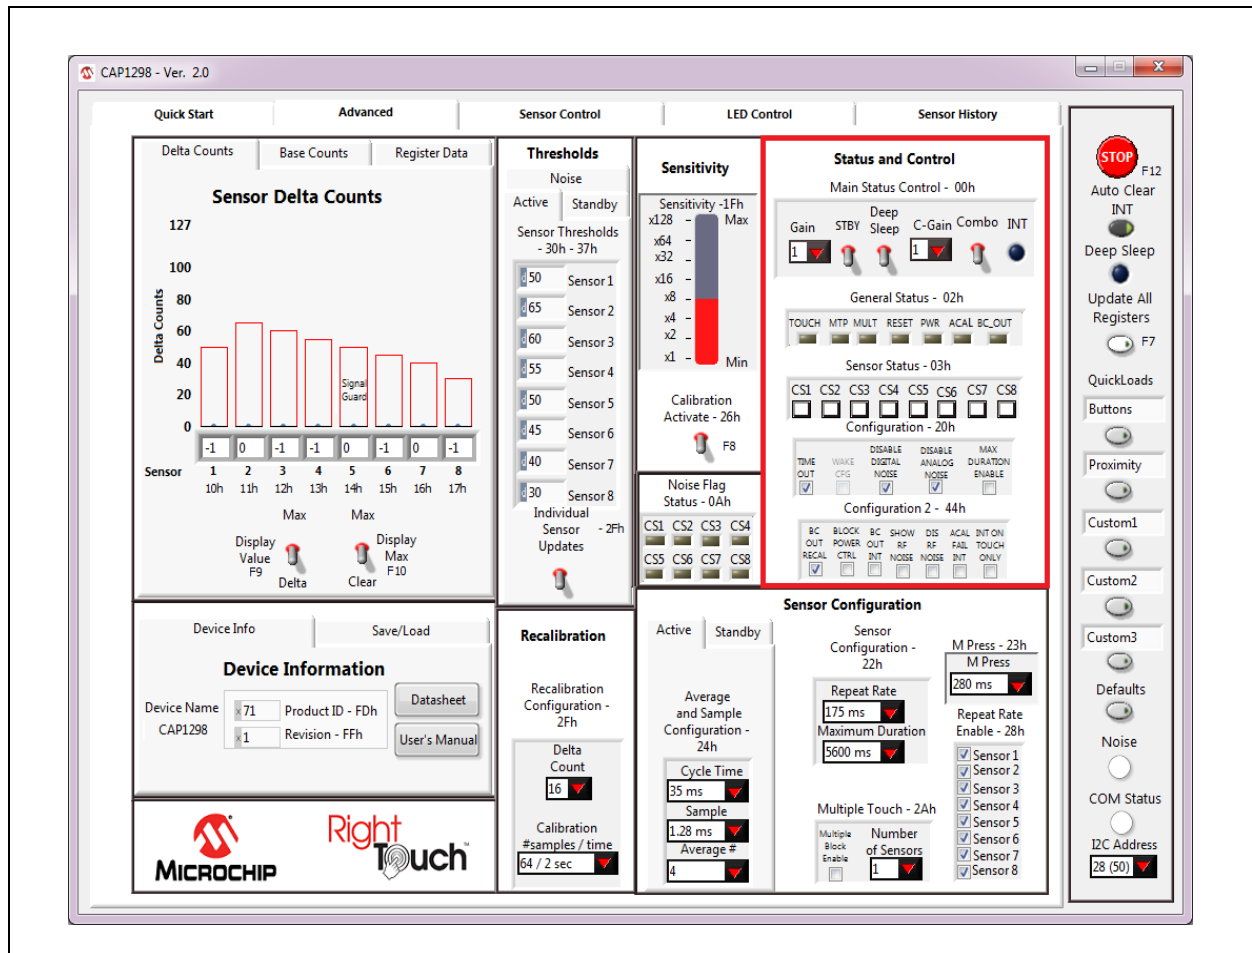 CAP1298 - Ver. 2.0
Quick Start
Advanced
Sensor Control
LED Control
Sensor History
Delta Counts
Base Counts
Register Data
Sensor Delta Counts
127
100
80
60
40
20
0
Delta Counts
Signal
Guard
-1 0 -1 -1 0 -1 0 -1
Sensor 1 2 3 4 5 6 7 8
10h 11h 12h 13h 14h 15h 16h 17h
Max
Display
Value
F9
Delta
Max
Display
Max
F10
Clear
Thresholds
Noise
Active
Standby
Sensor Thresholds
- 30h - 37h
d 50 Sensor 1
d 65 Sensor 2
d 60 Sensor 3
d 55 Sensor 4
d 50 Sensor 5
d 45 Sensor 6
d 40 Sensor 7
d 30 Sensor 8
Individual
Sensor - 2Fh
Updates
Sensitivity
Sensitivity -1Fh
x128 Max
x64
x32
x16
x8
x4
x2
x1 Min
Calibration
Activate - 26h
F8
Noise Flag
Status - 0Ah
CS1 CS2 CS3 CS4
CS5 CS6 CS7 CS8
Status and Control
Main Status Control - 00h
Gain
1
STBY
Deep
Sleep
C-Gain
1
Combo
INT
General Status - 02h
TOUCH MTP MULT RESET PWR ACAL BC_OUT
Sensor Status - 03h
CS1 CS2 CS3 CS4 CS5 CS6 CS7 CS8
Configuration - 20h
TIME
OUT
WAKE
CFG
DISABLE
DIGITAL
NOISE
DISABLE
ANALOG
NOISE
MAX
DURATION
ENABLE
Configuration 2 - 44h
BC
OUT
RECAL
BLOCK
POWER
CTRL
BC
OUT
INT
SHOW
RF
NOISE
DIS
RF
NOISE
ACAL
FAIL
INT
INT ON
TOUCH
ONLY
Device Info
Save/Load
Device Information
Device Name
CAP1298
x 71 Product ID - FDh
x 1 Revision - FFh
Datasheet
User's Manual
MICROCHIP
Right
Touch
Recalibration
Recalibration
Configuration -
2Fh
Delta
Count
16
Calibration
#samples / time
64 / 2 sec
Sensor Configuration
Active
Standby
Average
and Sample
Configuration -
24h
Cycle Time
35 ms
Sample
1.28 ms
Average #
4
Sensor
Configuration -
22h
Repeat Rate
175 ms
Maximum Duration
5600 ms
Multiple Touch - 2Ah
Multiple
Block
Enable
Number
of Sensors
1
M Press - 23h
M Press
280 ms
Repeat Rate
Enable - 28h
Sensor 1
Sensor 2
Sensor 3
Sensor 4
Sensor 5
Sensor 6
Sensor 7
Sensor 8
STOP
F12
Auto Clear
INT
Deep Sleep
Update All
Registers
F7
QuickLoads
Buttons
Proximity
Custom1
Custom2
Custom3
Defaults
Noise
COM Status
I2C Address
28 (50)